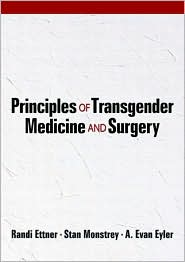 Principles OF Transgender
Medicine AND Surgery
Randi Ettner · Stan Monstrey · A. Evan Eyler